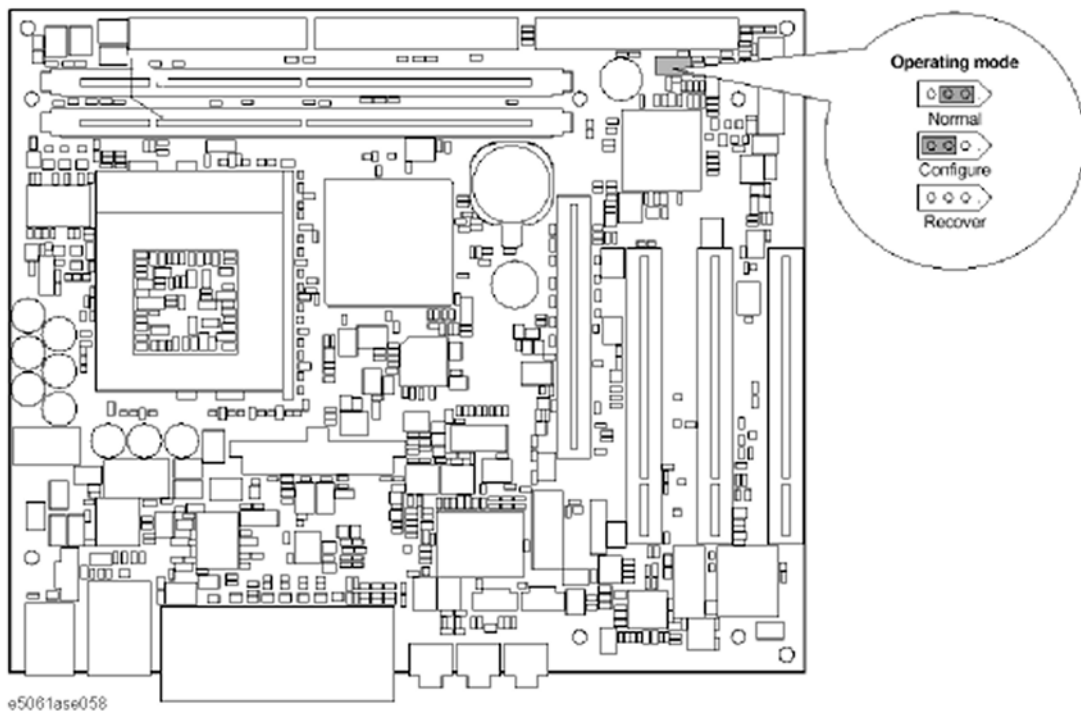 Operating mode
Normal
Configure
Recover
e5061ase058